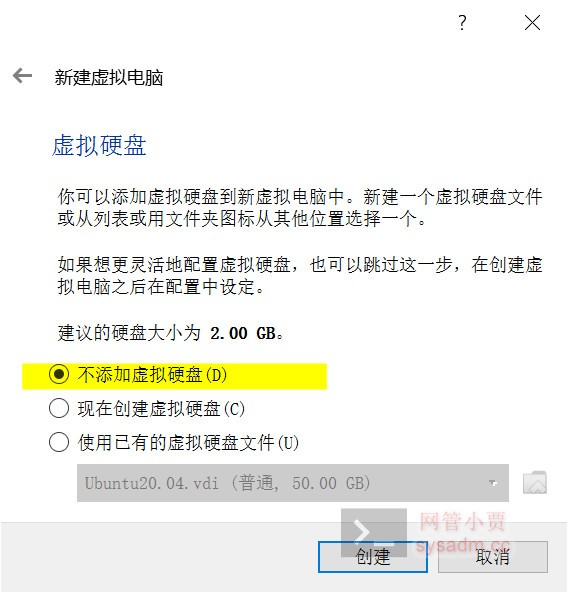 ?
新建虚拟电脑
虚拟硬盘
你可以添加虚拟硬盘到新虚拟电脑中。新建一个虚拟硬盘文件
或从列表或用文件夹图标从其他位置选择一个。
如果想更灵活地配置虚拟硬盘，也可以跳过这一步，在创建虚
拟电脑之后在配置中设定。
建议的硬盘大小为 2.00 GB。
不添加虚拟硬盘(D)
现在创建虚拟硬盘(C)
使用已有的虚拟硬盘文件(U)
Ubuntu20.04.vdi (普通, 50.00 GB)
网管小贾
sysadm.cc
创建
取消